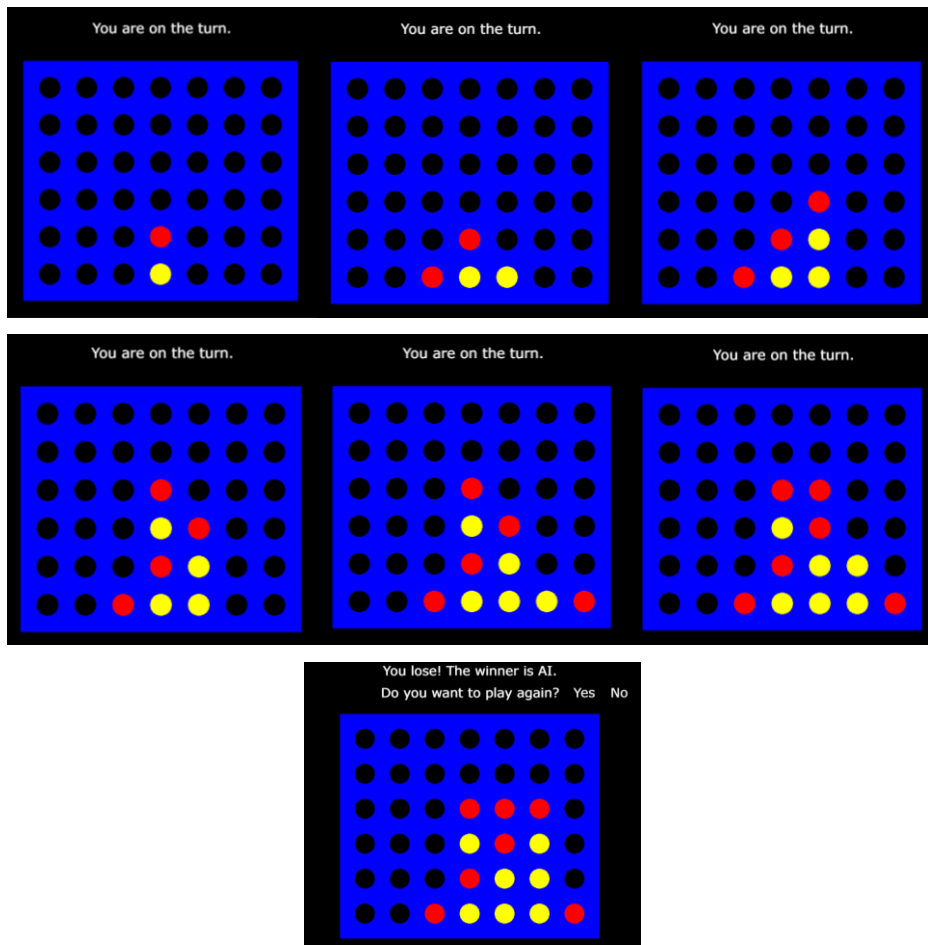 You are on the turn.
You are on the turn.
You are on the turn.
You are on the turn.
You are on the turn.
You are on the turn.
You lose! The winner is AI.
Do you want to play again? Yes No